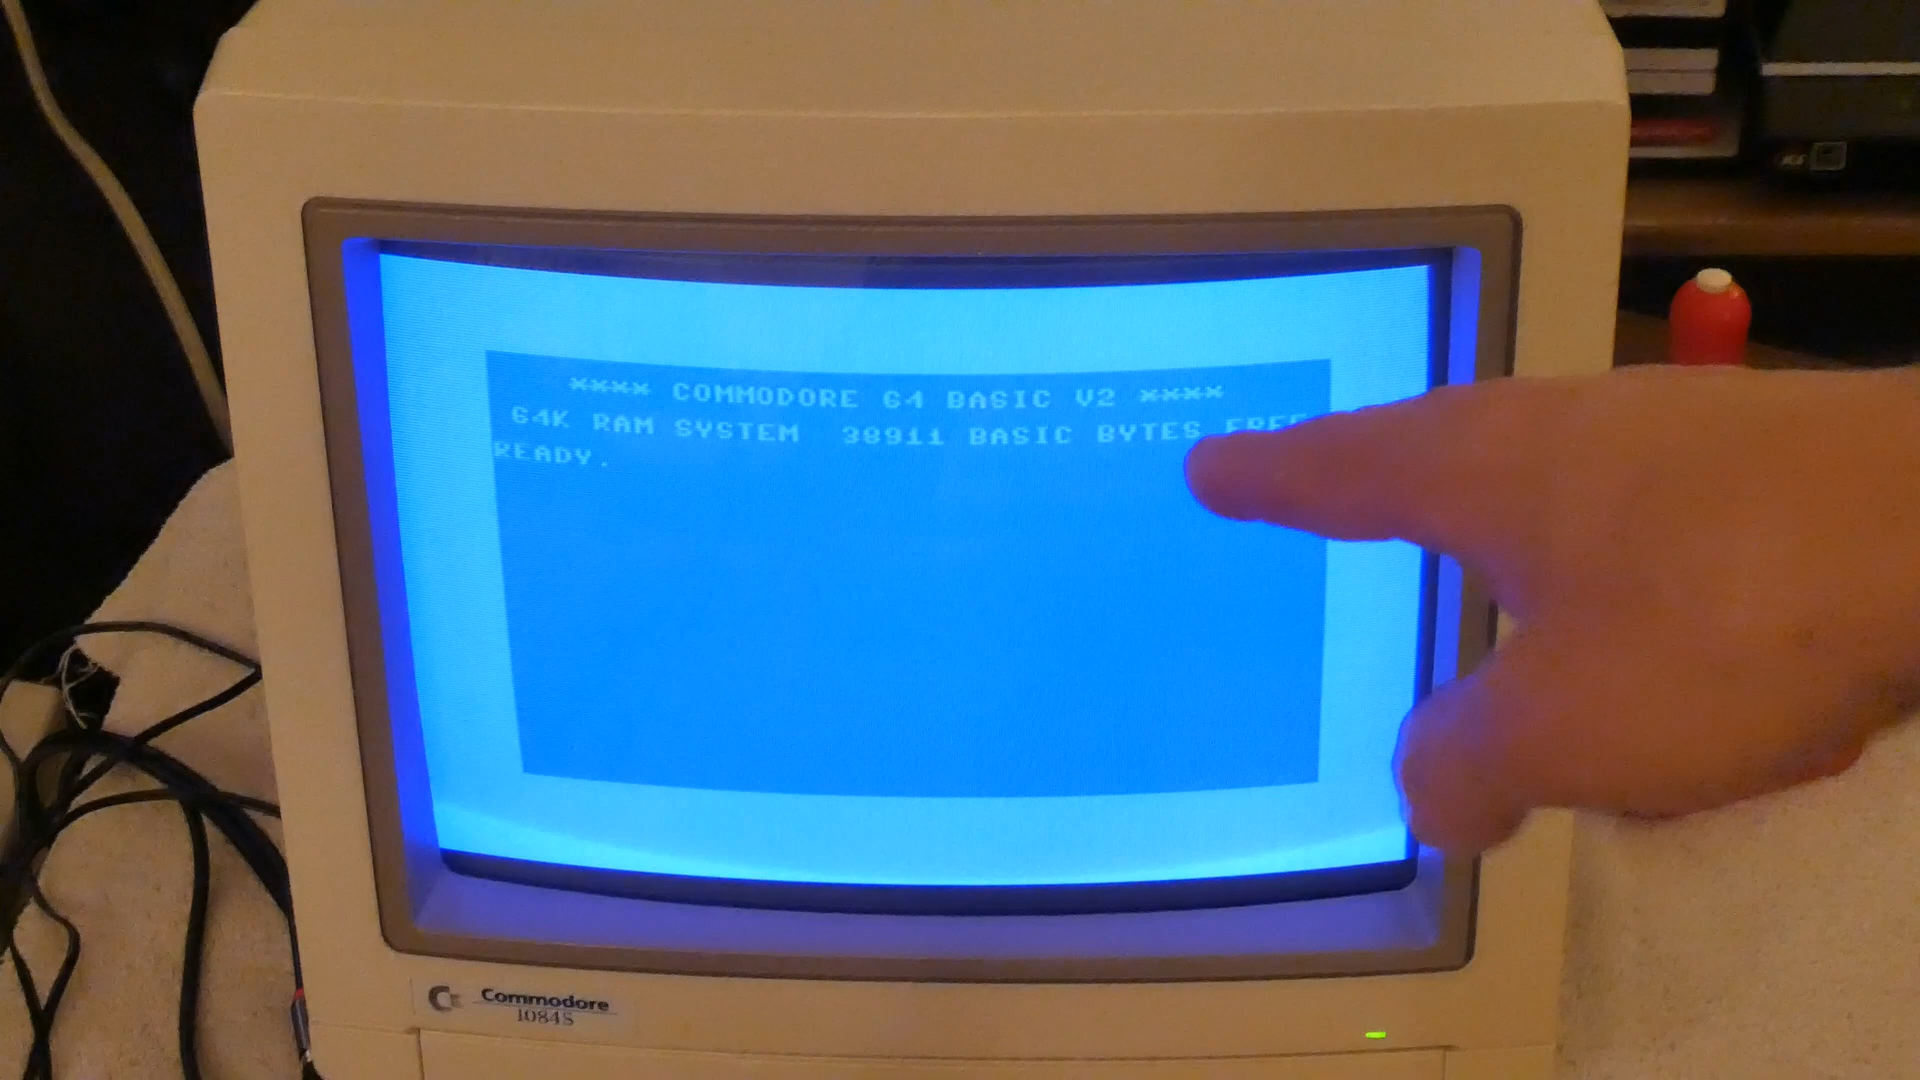 **** COMMODORE 64 BASIC V2 ****
64K RAM SYSTEM 38911 BASIC BYTES FREE
READY.
Commodore
1084S